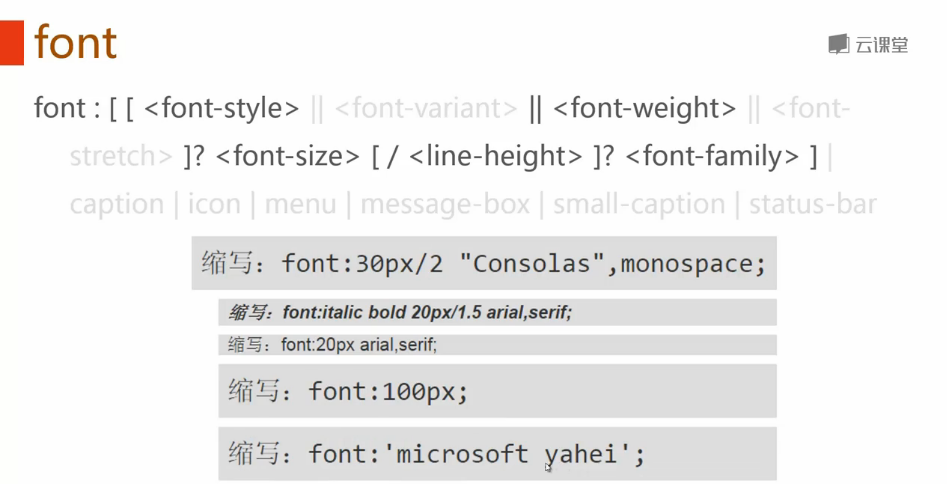 font
云课堂
font : [ [ <font-style> || <font-variant> || <font-weight> || <font-
stretch> ]? <font-size> [ / <line-height> ]? <font-family> ] |
caption | icon | menu | message-box | small-caption | status-bar
缩写：font:30px/2 "Consolas",monospace;
缩写：font:italic bold 20px/1.5 arial,serif;
缩写：font:20px arial,serif;
缩写：font:100px;
缩写：font:'microsoft yahei';